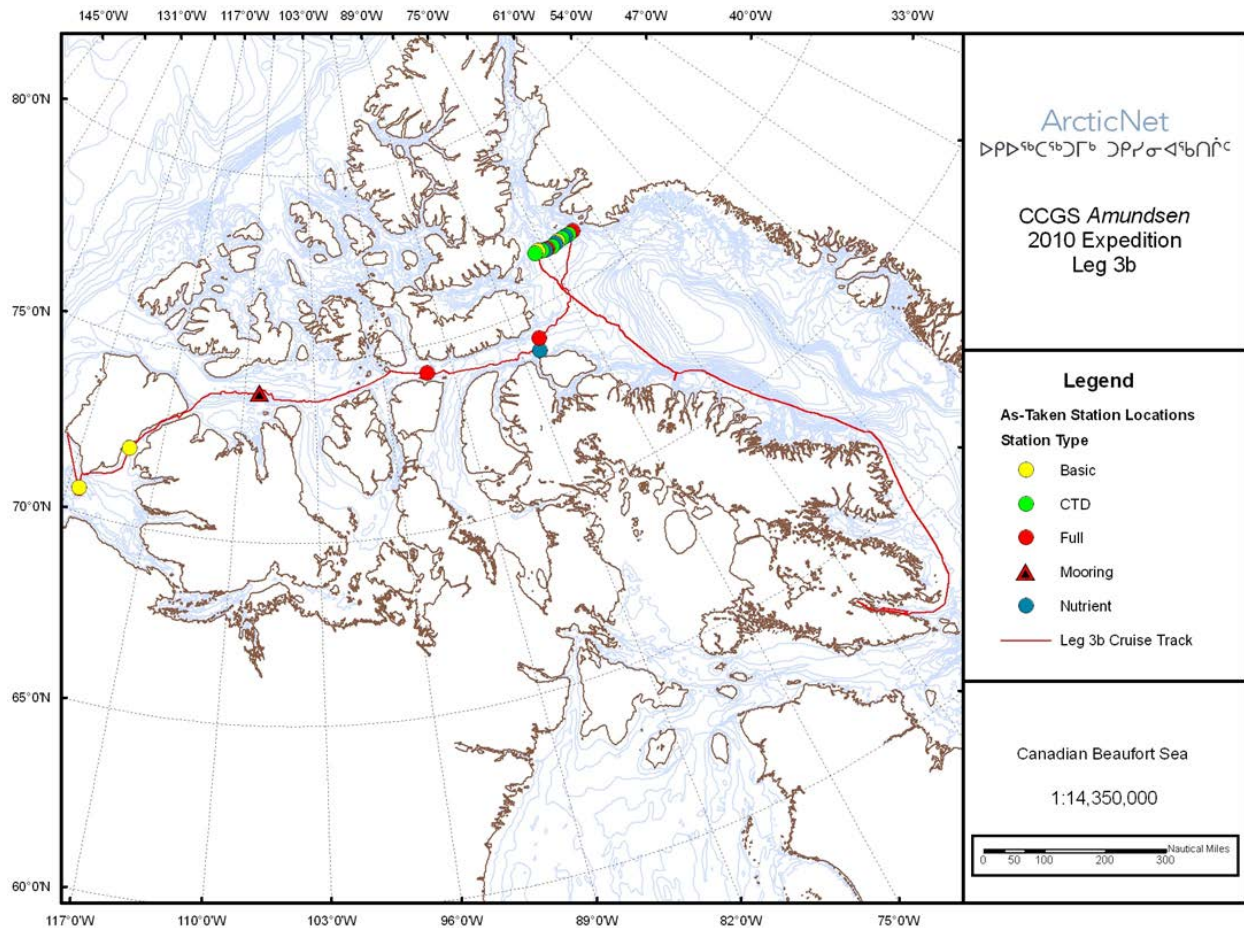 145°0'W 131°0'W 117°0'W 103°0'W 89°0'W 75°0'W 61°0'W 54°0'W 47°0'W 40°0'W 33°0'W
80°0'N
75°0'N
70°0'N
65°0'N
60°0'N
117°0'W 110°0'W 103°0'W 96°0'W 89°0'W 82°0'W 75°0'W
ArcticNet
ᐅᑭᐅᖅᑕᖅᑐᒥᒃ ᑐᑭᓯᓂᐊᖃᑎᒌᑦ
CCGS Amundsen
2010 Expedition
Leg 3b
Legend
As-Taken Station Locations
Station Type
Basic
CTD
Full
Mooring
Nutrient
Leg 3b Cruise Track
Canadian Beaufort Sea
1:14,350,000
Nautical Miles
0 50 100 200 300